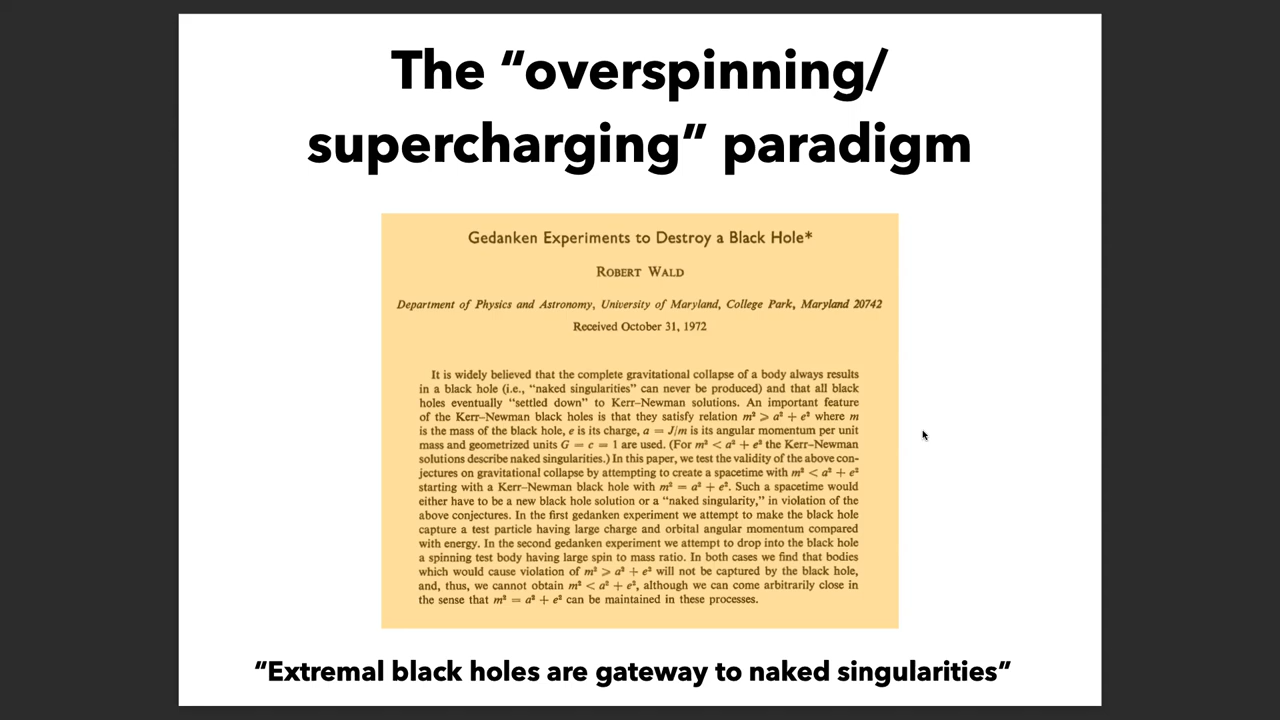 The “overspinning/
supercharging” paradigm
Gedanken Experiments to Destroy a Black Hole*
ROBERT WALD
Department of Physics and Astronomy, University of Maryland, College Park, Maryland 20742
Received October 31, 1972
It is widely believed that the complete gravitational collapse of a body always results
in a black hole (i.e., “naked singularities” can never be produced) and that all black
holes eventually “settled down” to Kerr–Newman solutions. An important feature
of the Kerr–Newman black holes is that they satisfy relation m² ⩾ a² + e² where m
is the mass of the black hole, e is its charge, a = J/m is its angular momentum per unit
mass and geometrized units G = c = 1 are used. (For m² < a² + e² the Kerr–Newman
solutions describe naked singularities.) In this paper, we test the validity of the above con-
jectures on gravitational collapse by attempting to create a spacetime with m² < a² + e²
starting with a Kerr–Newman black hole with m² = a² + e². Such a spacetime would
either have to be a new black hole solution or a “naked singularity,” in violation of the
above conjectures. In the first gedanken experiment we attempt to make the black hole
capture a test particle having large charge and orbital angular momentum compared
with energy. In the second gedanken experiment we attempt to drop into the black hole
a spinning test body having large spin to mass ratio. In both cases we find that bodies
which would cause violation of m² ⩾ a² + e² will not be captured by the black hole,
and, thus, we cannot obtain m² < a² + e², although we can come arbitrarily close in
the sense that m² = a² + e² can be maintained in these processes.
“Extremal black holes are gateway to naked singularities”